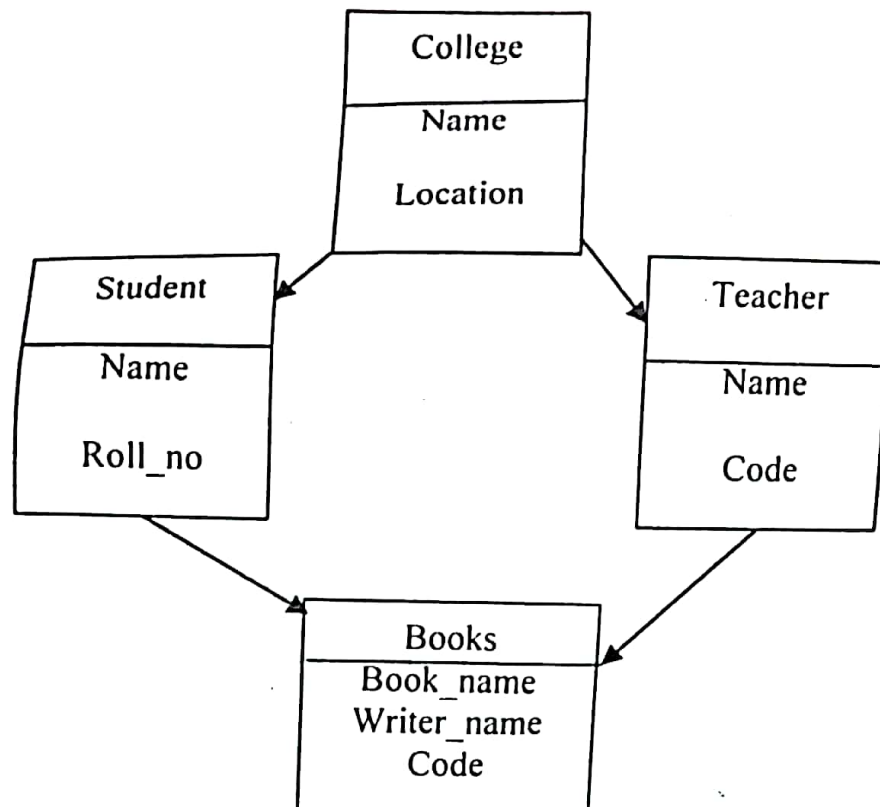 College
Name
Location
Student
Name
Roll_no
Teacher
Name
Code
Books
Book_name
Writer_name
Code